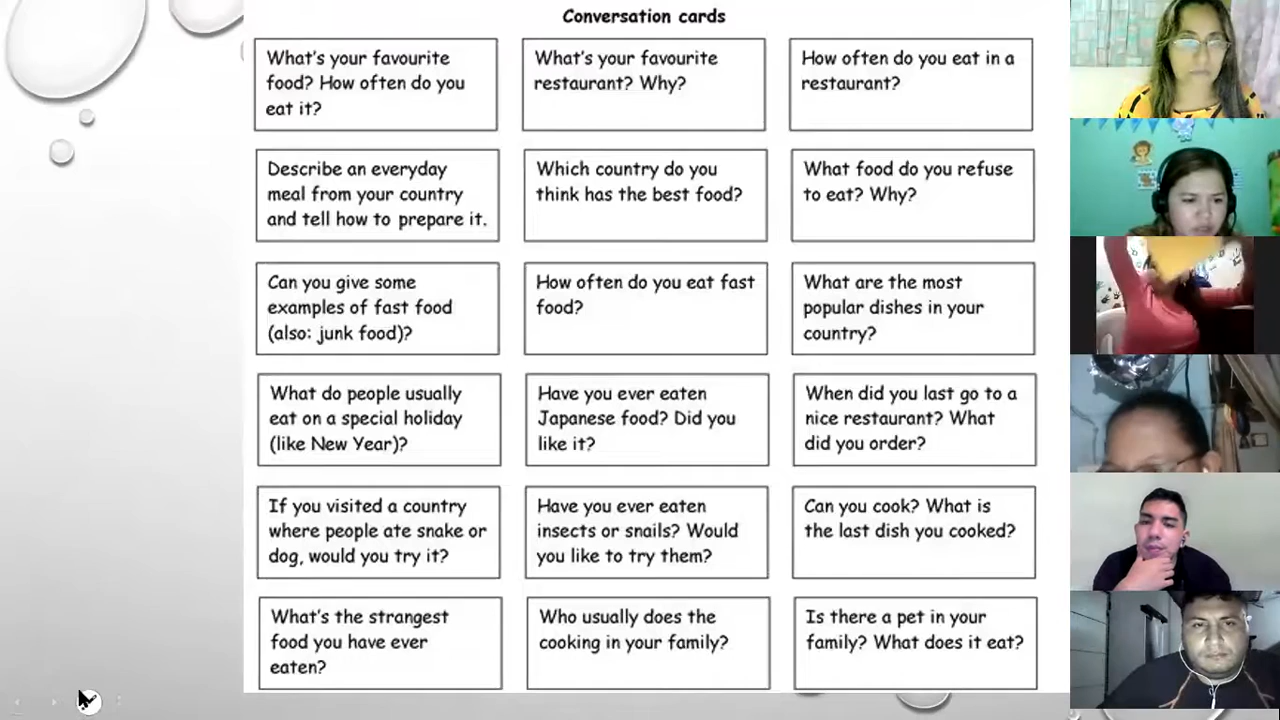 Conversation cards
What's your favourite
food? How often do you
eat it?
What's your favourite
restaurant? Why?
How often do you eat in a
restaurant?
Describe an everyday
meal from your country
and tell how to prepare it.
Which country do you
think has the best food?
What food do you refuse
to eat? Why?
Can you give some
examples of fast food
(also: junk food)?
How often do you eat fast
food?
What are the most
popular dishes in your
country?
What do people usually
eat on a special holiday
(like New Year)?
Have you ever eaten
Japanese food? Did you
like it?
When did you last go to a
nice restaurant? What
did you order?
If you visited a country
where people ate snake or
dog, would you try it?
Have you ever eaten
insects or snails? Would
you like to try them?
Can you cook? What is
the last dish you cooked?
What's the strangest
food you have ever
eaten?
Who usually does the
cooking in your family?
Is there a pet in your
family? What does it eat?